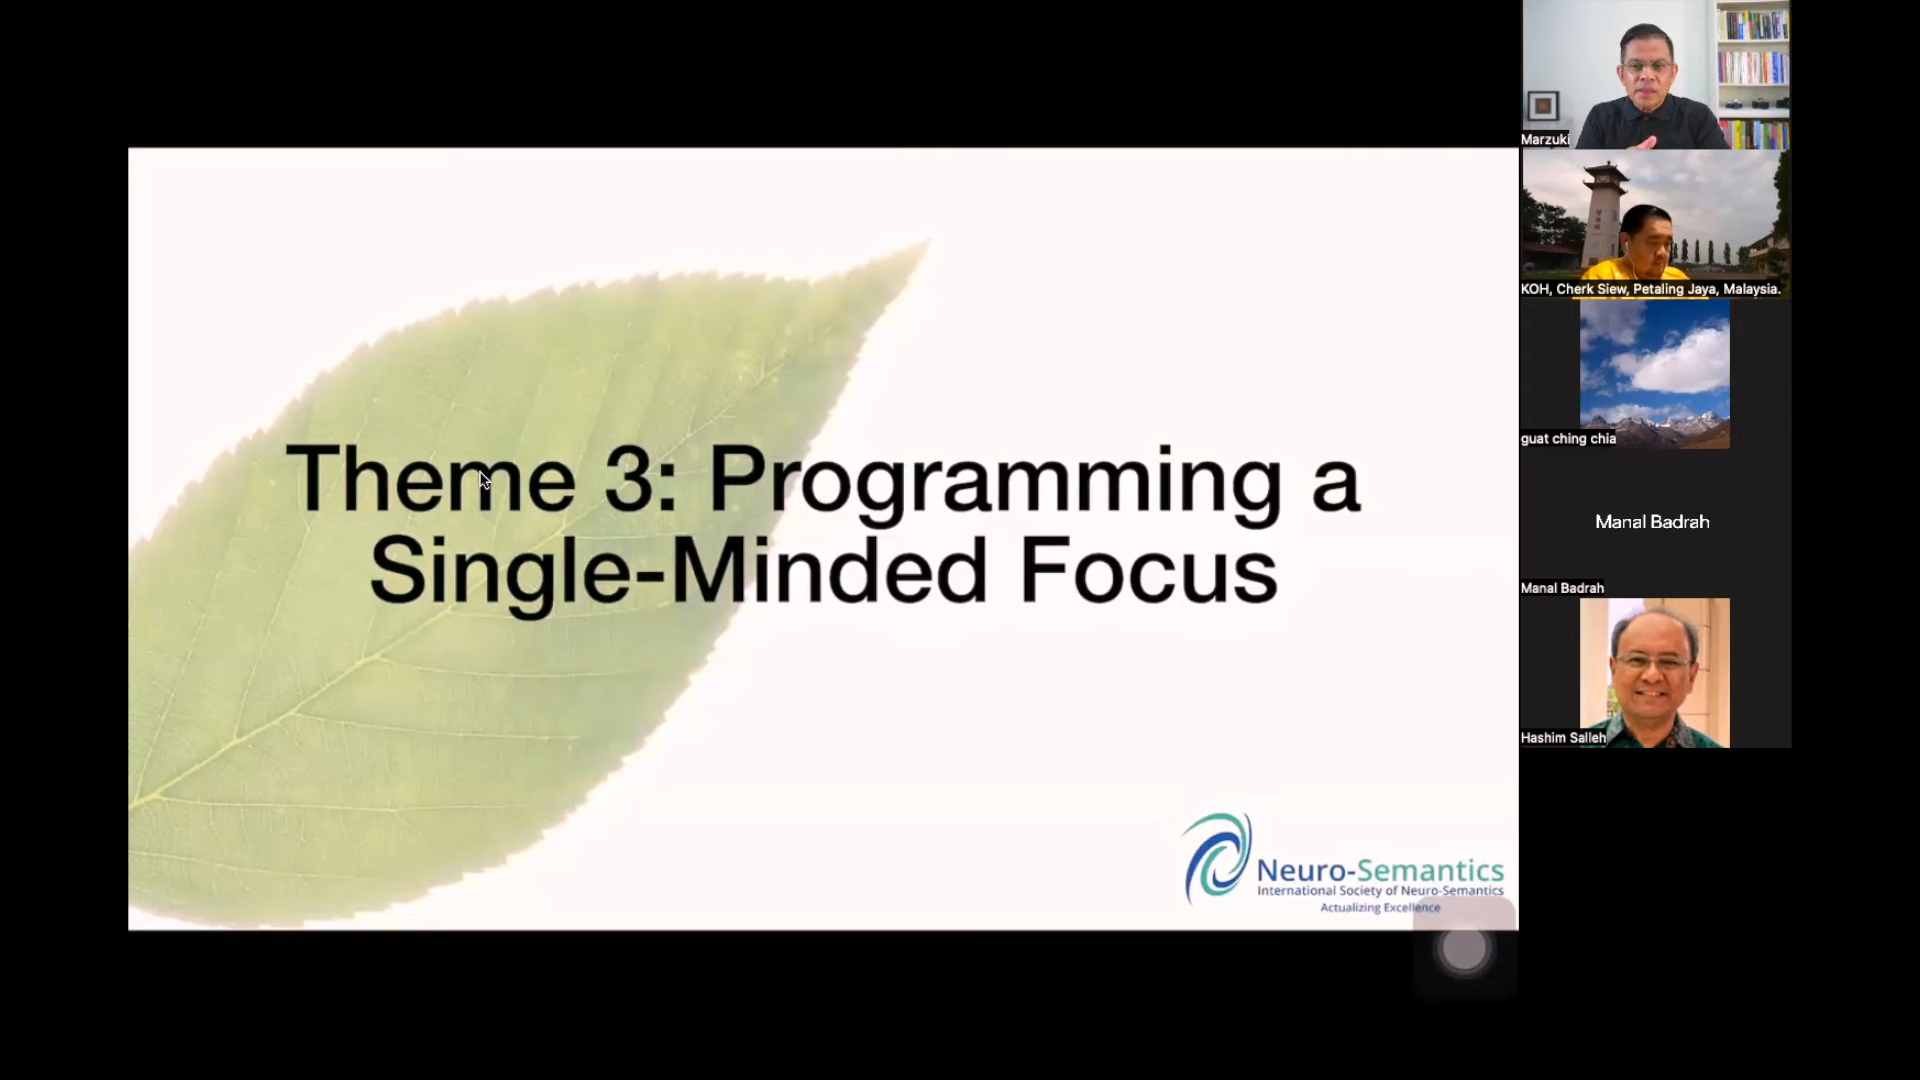 Theme 3: Programming a
Single-Minded Focus
Neuro-Semantics
International Society of Neuro-Semantics
Actualizing Excellence
Marzuki
KOH, Cherk Siew, Petaling Jaya, Malaysia.
guat ching chia
Manal Badrah
Manal Badrah
Hashim Salleh